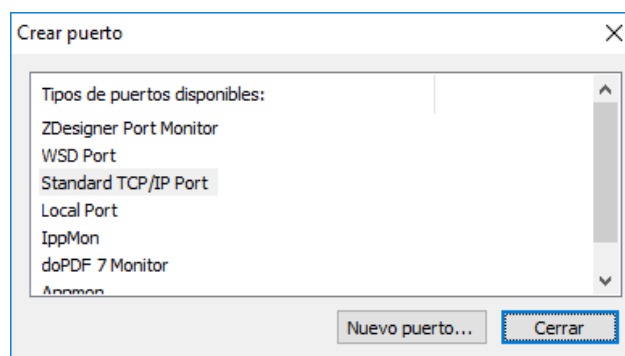 Crear puerto
Tipos de puertos disponibles:
ZDesigner Port Monitor
WSD Port
Standard TCP/IP Port
Local Port
IppMon
doPDF 7 Monitor
Appmon
Nuevo puerto...
Cerrar